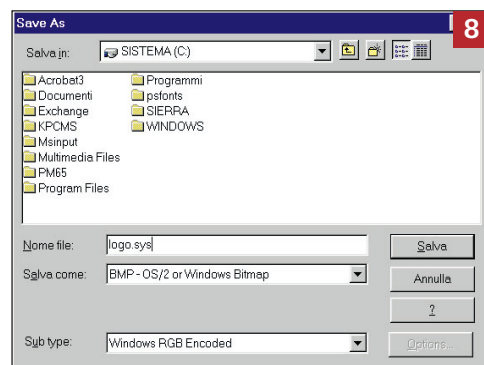 Save As
8
Salva in: SISTEMA (C:)
Acrobat3
Documenti
Exchange
KPCMS
Msinput
Multimedia Files
PM65
Program Files
Programmi
psfonts
SIERRA
WINDOWS
Nome file: logo.sys
Salva
Salva come: BMP - OS/2 or Windows Bitmap
Annulla
?
Sub type: Windows RGB Encoded
Options...